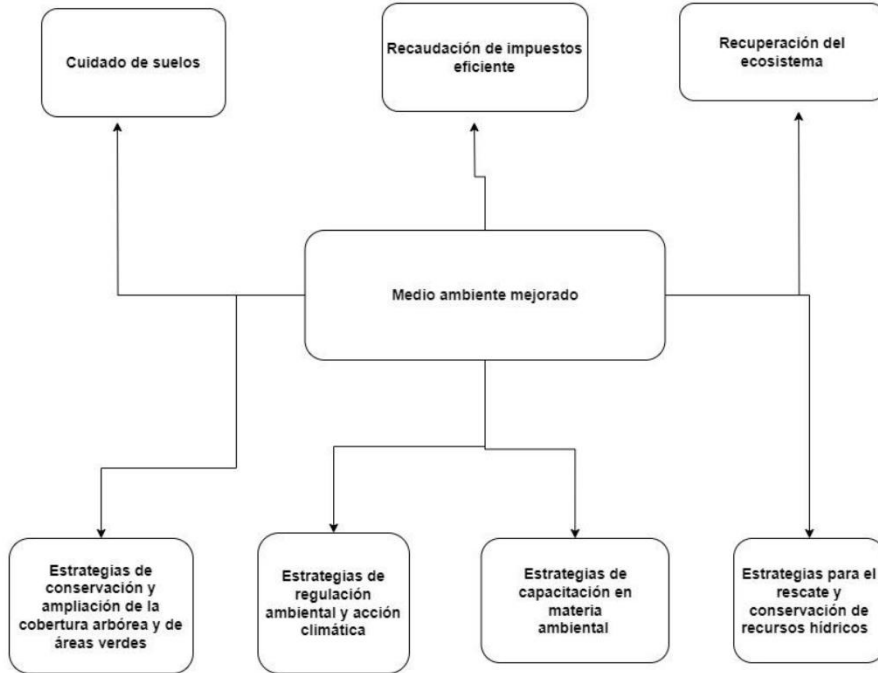 Cuidado de suelos
Recaudación de impuestos
eficiente
Recuperación del
ecosistema
Medio ambiente mejorado
Estrategias de
conservación y
ampliación de la
cobertura arbórea y de
áreas verdes
Estrategias de
regulación
ambiental y acción
climática
Estrategias de
capacitación en
materia
ambiental
Estrategias para el
rescate y
conservación de
recursos hídricos